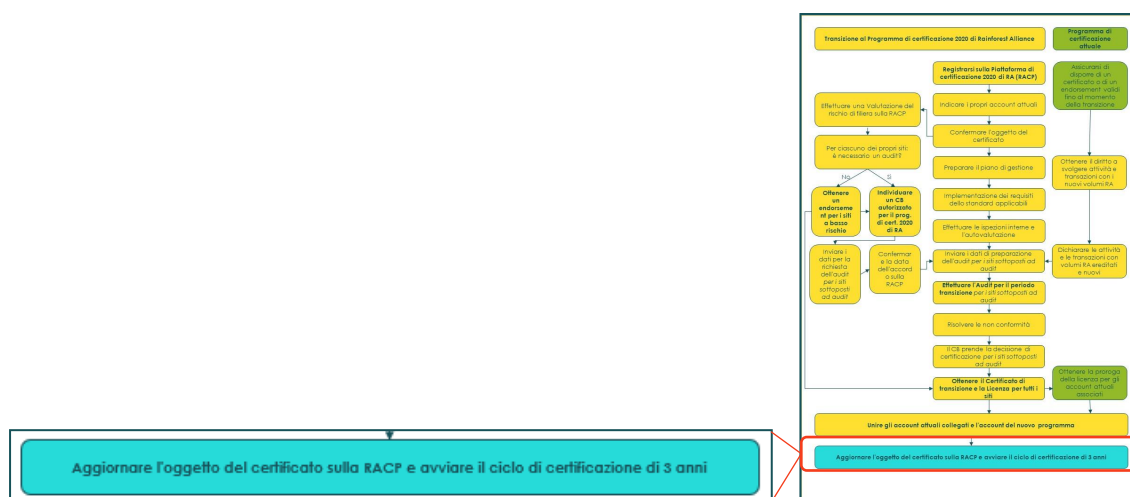 Transizione al Programma di certificazione 2020 di Rainforest Alliance
Programma di
certificazione
attuale
Registrarsi sulla Piattaforma di
certificazione 2020 di RA (RACP)
Assicurarsi di
disporre di un
certificato o di un
endorsement validi
fino al momento
della transizione
Effettuare una Valutazione del
rischio di filiera sulla RACP
Indicare i propri account attuali
Confermare l'oggetto del
certificato
Per ciascuno dei propri siti:
è necessario un audit?
Preparare il piano di gestione
Ottenere il diritto a
svolgere attività e
transazioni con i
nuovi volumi RA
No
Sì
Ottenere
un
endorseme
nt per i siti
a basso
rischio
Individuare
un CB
autorizzato
per il prog.
di cert. 2020
di RA
Implementazione dei requisiti
dello standard applicabili
Effettuare le ispezioni interne e
l'autovalutazione
Inviare i
dati per la
richiesta
dell'audit per i
siti sottoposti
ad audit
Confermar
e la data
dell'accord
o sulla
RACP
Inviare i dati di preparazione
dell'audit per i siti sottoposti ad
audit
Dichiarare le attività
e le transazioni con
volumi RA ereditati
e nuovi
Effettuare l'Audit per il periodo
transizione per i siti sottoposti ad
audit
Risolvere le non conformità
Il CB prende la decisione di
certificazione per i siti sottoposti
ad audit
Ottenere il Certificato di
transizione e la Licenza per tutti i
siti
Ottenere la proroga
della licenza per gli
account attuali
associati
Unire gli account attuali collegati e l'account del nuovo programma
Aggiornare l'oggetto del certificato sulla RACP e avviare il ciclo di certificazione di 3 anni
Aggiornare l'oggetto del certificato sulla RACP e avviare il ciclo di certificazione di 3 anni